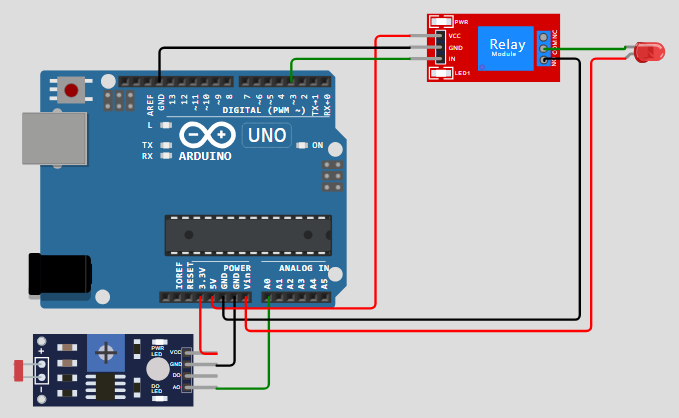 PWR
VCC
GND
IN
LED1
Relay
Module
NO COM NC
AREF
GND
13
12
~11
~10
~9
8
7
~6
~5
4
~3
2
TX→1
RX←0
DIGITAL (PWM ~)
L
TX
RX
UNO
ON
ARDUINO
IOREF
RESET
3.3V
5V
GND
GND
Vin
POWER
ANALOG IN
A0
A1
A2
A3
A4
A5
+
−
PWR
LED
DO
LED
VCC
GND
DO
AO